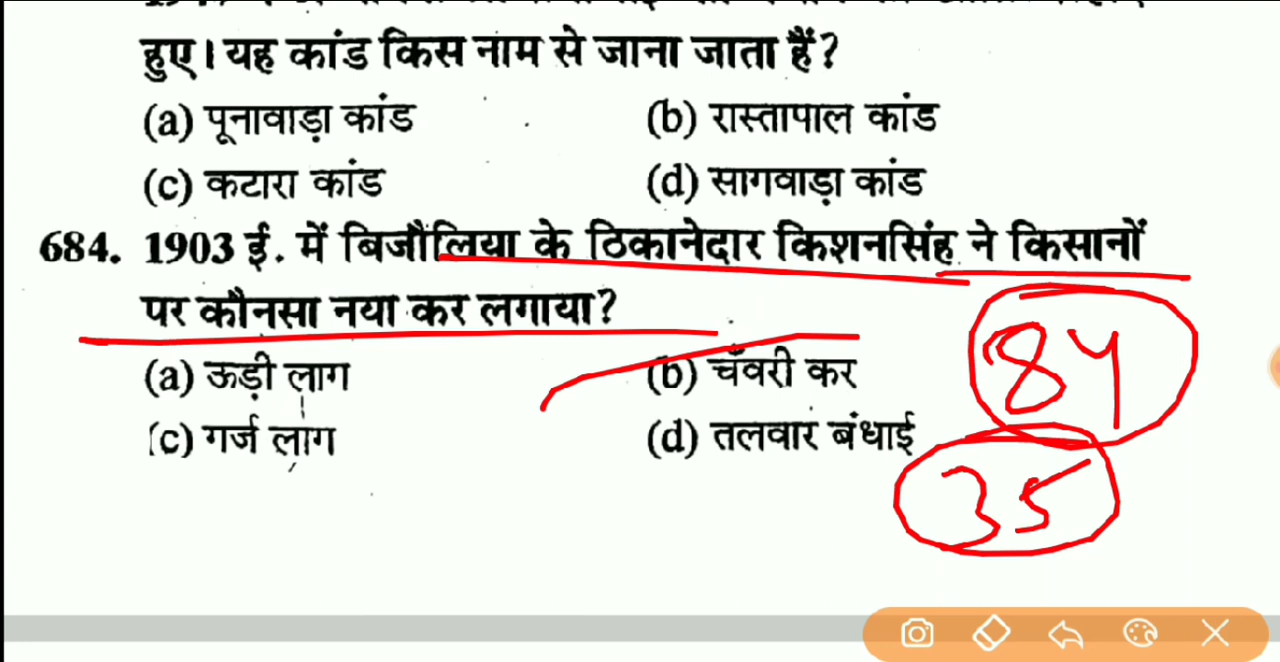 हुए। यह कांड किस नाम से जाना जाता हैं?
(a) पूनावाड़ा कांड (b) रास्तापाल कांड
(c) कटारा कांड (d) सागवाड़ा कांड
684. 1903 ई. में बिजौलिया के ठिकानेदार किशनसिंह ने किसानों
पर कौनसा नया कर लगाया?
(a) ऊड़ी लाग (b) चँवरी कर
(c) गर्ज लाग (d) तलवार बंधाई
84
35